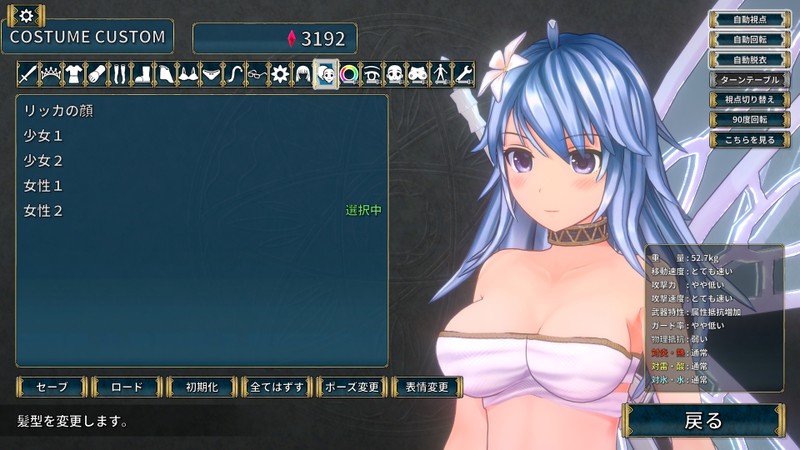 COSTUME CUSTOM
3192
リッカの顔
少女１
少女２
女性１
女性２ 選択中
セーブ
ロード
初期化
全てはずす
ポーズ変更
表情変更
髪型を変更します。
自動視点
自動回転
自動脱衣
ターンテーブル
視点切り替え
90度回転
こちらを見る
重　量：52.7kg
移動速度：とても速い
攻撃力　：やや低い
攻撃速度：とても速い
武器特性：属性抵抗増加
ガード率：やや低い
物理抵抗：弱い
対炎・熱：通常
対雷・酸：通常
対氷・水：通常
戻る